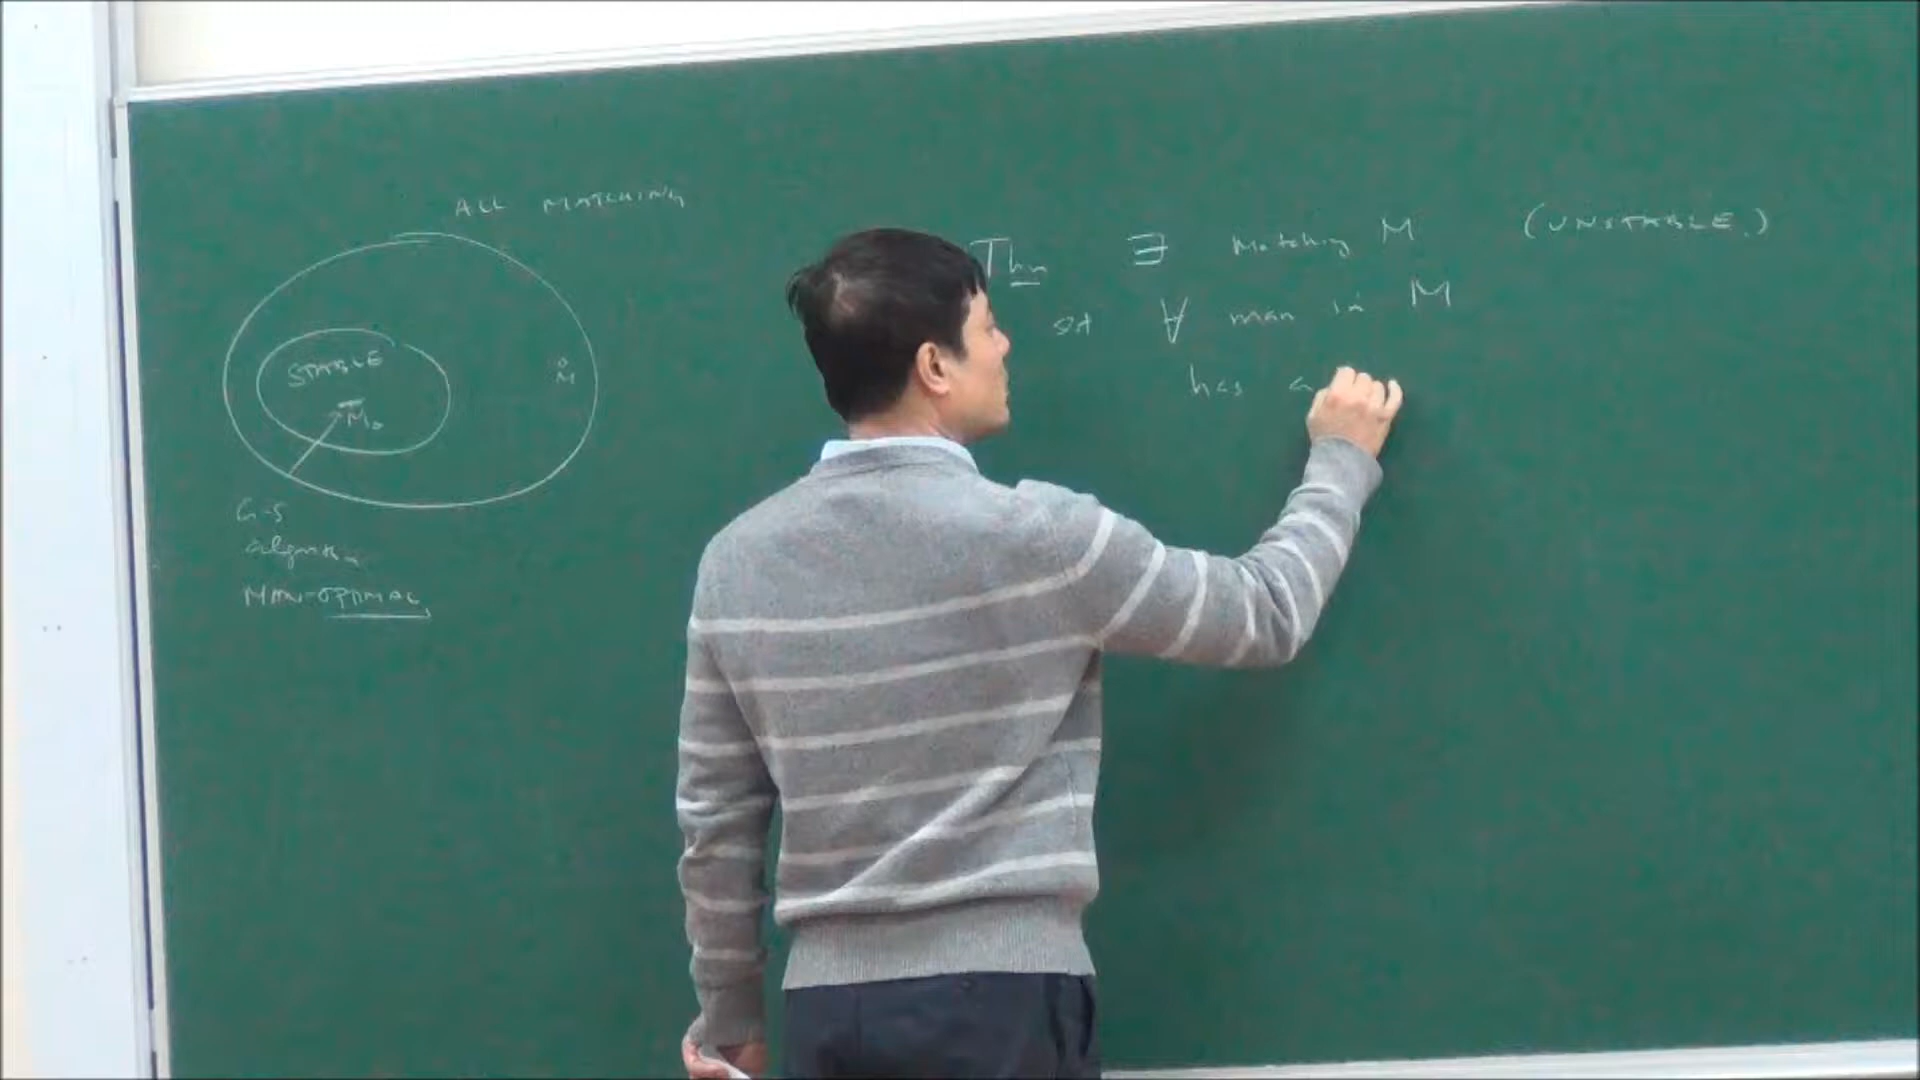 ALL MATCHING
STABLE
M₀
M
G-S
algorithm
MAN-OPTIMAL
Thm ∃ Matching M (UNSTABLE)
st ∀ man in M
has a